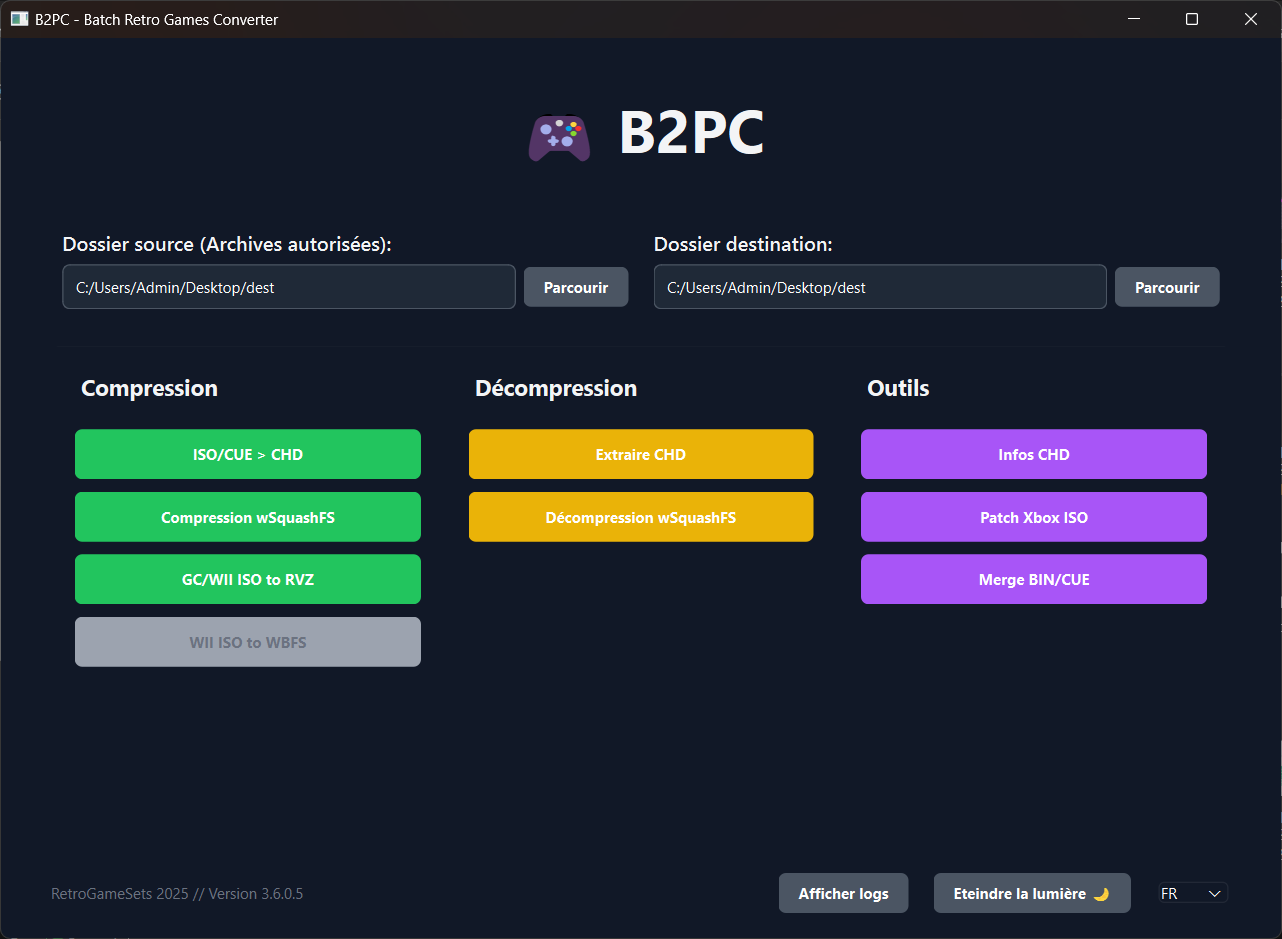 B2PC - Batch Retro Games Converter
B2PC
Dossier source (Archives autorisées):
Dossier destination:
C:/Users/Admin/Desktop/dest
Parcourir
C:/Users/Admin/Desktop/dest
Parcourir
Compression
Décompression
Outils
ISO/CUE > CHD
Extraire CHD
Infos CHD
Compression wSquashFS
Décompression wSquashFS
Patch Xbox ISO
GC/WII ISO to RVZ
Merge BIN/CUE
WII ISO to WBFS
RetroGameSets 2025 // Version 3.6.0.5
Afficher logs
Eteindre la lumière 🌙
FR